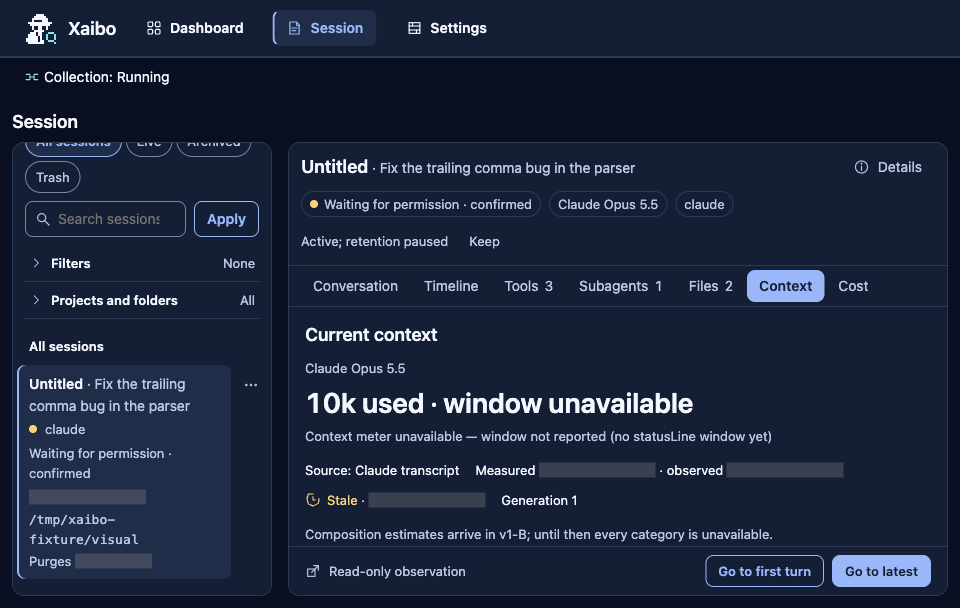 Xaibo
Dashboard
Session
Settings
Collection: Running
Session
All sessions
Live
Archived
Trash
Search sessions
Apply
Filters
None
Projects and folders
All
All sessions
Untitled · Fix the trailing
comma bug in the parser
claude
Waiting for permission ·
confirmed
/tmp/xaibo-
fixture/visual
Purges
Untitled · Fix the trailing comma bug in the parser
Details
Waiting for permission · confirmed
Claude Opus 5.5
claude
Active; retention paused
Keep
Conversation
Timeline
Tools 3
Subagents 1
Files 2
Context
Cost
Current context
Claude Opus 5.5
10k used · window unavailable
Context meter unavailable — window not reported (no statusLine window yet)
Source: Claude transcript
Measured
· observed
Stale ·
Generation 1
Composition estimates arrive in v1-B; until then every category is unavailable.
Read-only observation
Go to first turn
Go to latest